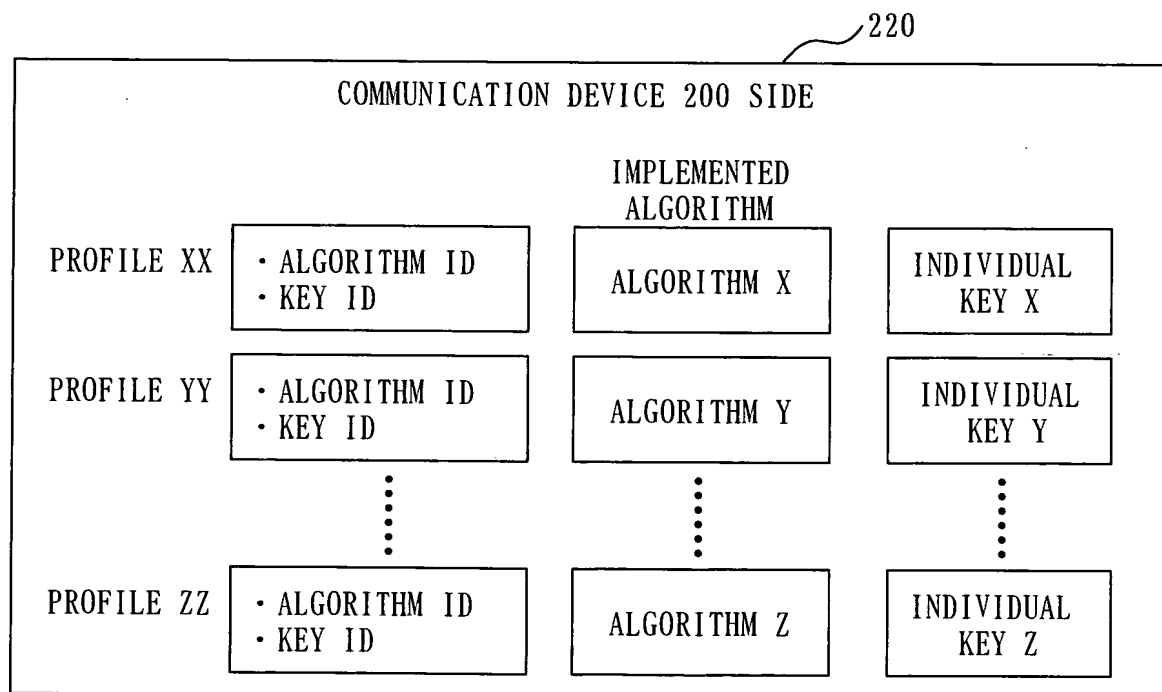 220
COMMUNICATION DEVICE 200 SIDE
IMPLEMENTED
ALGORITHM
PROFILE XX
· ALGORITHM ID
· KEY ID
ALGORITHM X
INDIVIDUAL
KEY X
PROFILE YY
· ALGORITHM ID
· KEY ID
ALGORITHM Y
INDIVIDUAL
KEY Y
PROFILE ZZ
· ALGORITHM ID
· KEY ID
ALGORITHM Z
INDIVIDUAL
KEY Z